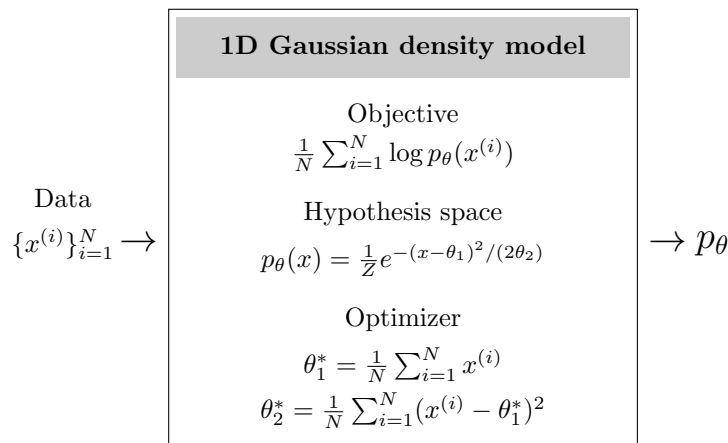 1D Gaussian density model
Objective
$\frac{1}{N} \sum_{i=1}^{N} \log p_\theta(x^{(i)})$
Data
$\{x^{(i)}\}_{i=1}^{N} \rightarrow$
Hypothesis space
$p_\theta(x) = \frac{1}{Z} e^{-(x-\theta_1)^2/(2\theta_2)}$
$\rightarrow p_\theta$
Optimizer
$\theta_1^* = \frac{1}{N} \sum_{i=1}^{N} x^{(i)}$
$\theta_2^* = \frac{1}{N} \sum_{i=1}^{N} (x^{(i)} - \theta_1^*)^2$